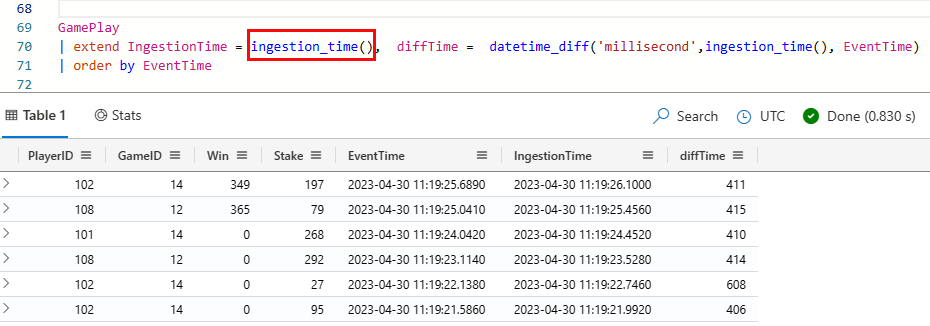 68
69 GamePlay
70 | extend IngestionTime = ingestion_time(), diffTime = datetime_diff('millisecond',ingestion_time(), EventTime)
71 | order by EventTime
72
Table 1 Stats Search UTC Done (0.830 s)
PlayerID GameID Win Stake EventTime IngestionTime diffTime
102 14 349 197 2023-04-30 11:19:25.6890 2023-04-30 11:19:26.1000 411
108 12 365 79 2023-04-30 11:19:25.0410 2023-04-30 11:19:25.4560 415
101 14 0 268 2023-04-30 11:19:24.0420 2023-04-30 11:19:24.4520 410
108 12 0 292 2023-04-30 11:19:23.1140 2023-04-30 11:19:23.5280 414
102 14 0 27 2023-04-30 11:19:22.1380 2023-04-30 11:19:22.7460 608
102 14 0 95 2023-04-30 11:19:21.5860 2023-04-30 11:19:21.9920 406